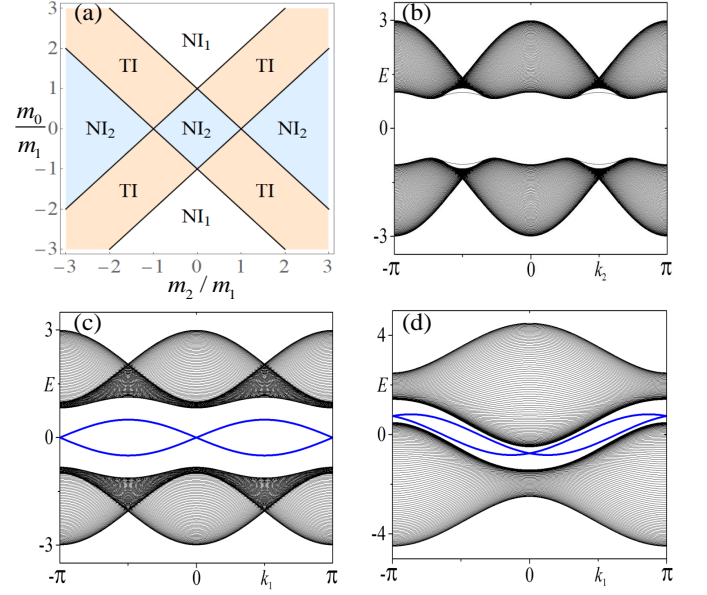 (a)
3
2
1
0
−1
−2
−3
m₀
m₁
NI₁
TI
TI
NI₂
NI₂
NI₂
TI
TI
NI₁
−3 −2 −1 0 1 2 3
m₂ / m₁
(b)
3
E
0
-3
-π 0 k₂ π
(c)
3
E
0
-3
-π 0 k₁ π
(d)
4
E
0
-4
-π 0 k₁ π